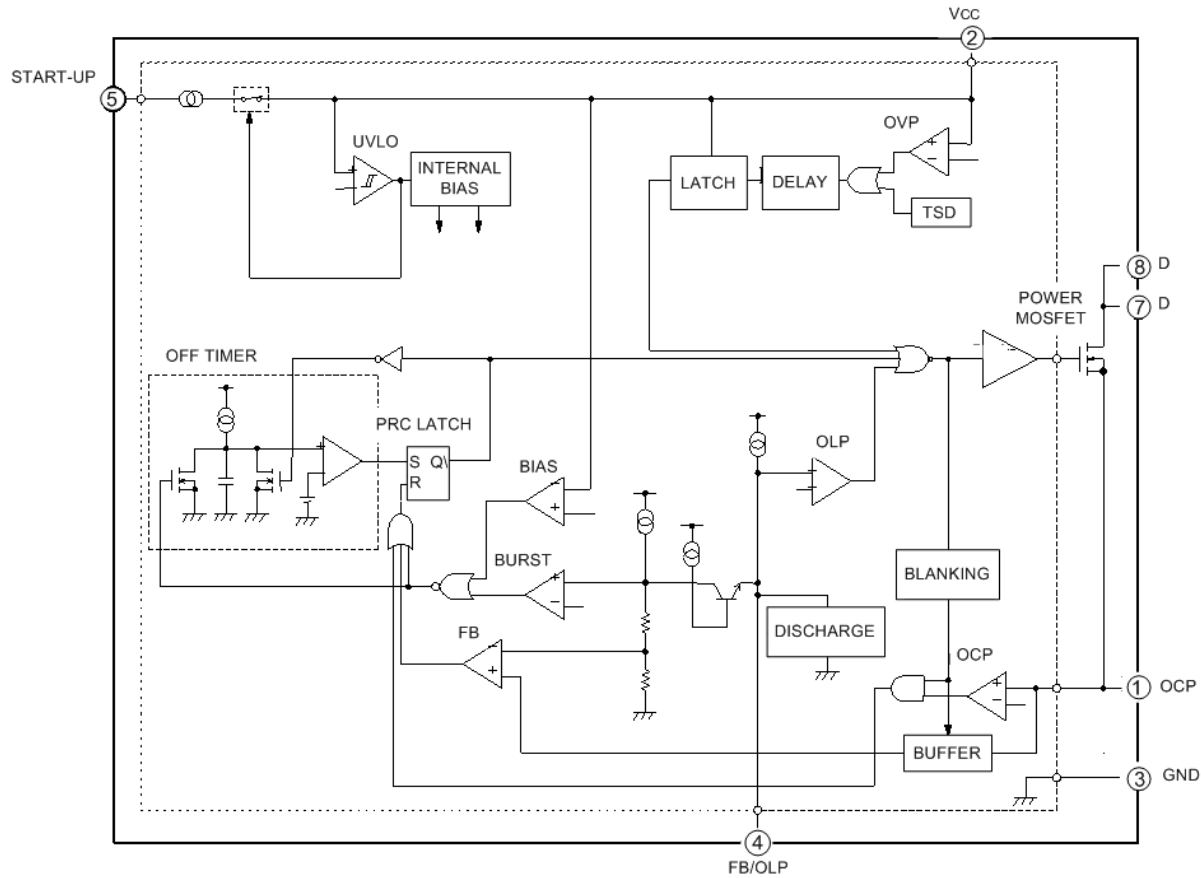 Vcc
2
START-UP
5
OVP
UVLO
INTERNAL
BIAS
LATCH
DELAY
TSD
8 D
POWER
MOSFET
7 D
OFF TIMER
PRC LATCH
OLP
S Q\
R
BIAS
BURST
BLANKING
FB
DISCHARGE
OCP
1 OCP
BUFFER
3 GND
4
FB/OLP